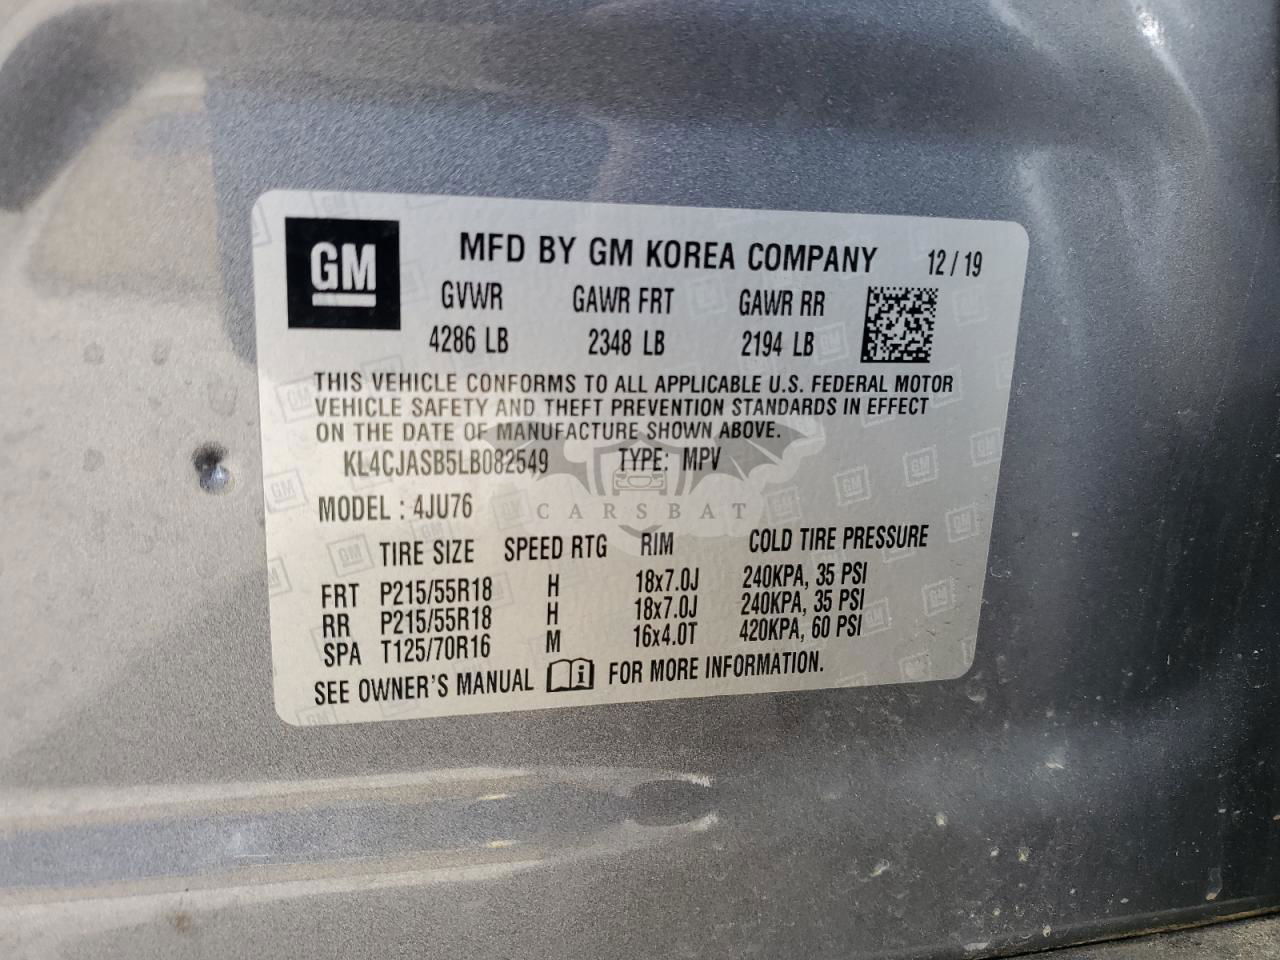 GM MFD BY GM KOREA COMPANY 12/19
GVWR GAWR FRT GAWR RR
4286 LB 2348 LB 2194 LB
THIS VEHICLE CONFORMS TO ALL APPLICABLE U.S. FEDERAL MOTOR
VEHICLE SAFETY AND THEFT PREVENTION STANDARDS IN EFFECT
ON THE DATE OF MANUFACTURE SHOWN ABOVE.
KL4CJASB5LB082549 TYPE: MPV
MODEL : 4JU76
CARSBAT
TIRE SIZE SPEED RTG RIM COLD TIRE PRESSURE
FRT P215/55R18 H 18x7.0J 240KPA, 35 PSI
RR P215/55R18 H 18x7.0J 240KPA, 35 PSI
SPA T125/70R16 M 16x4.0T 420KPA, 60 PSI
SEE OWNER'S MANUAL FOR MORE INFORMATION.